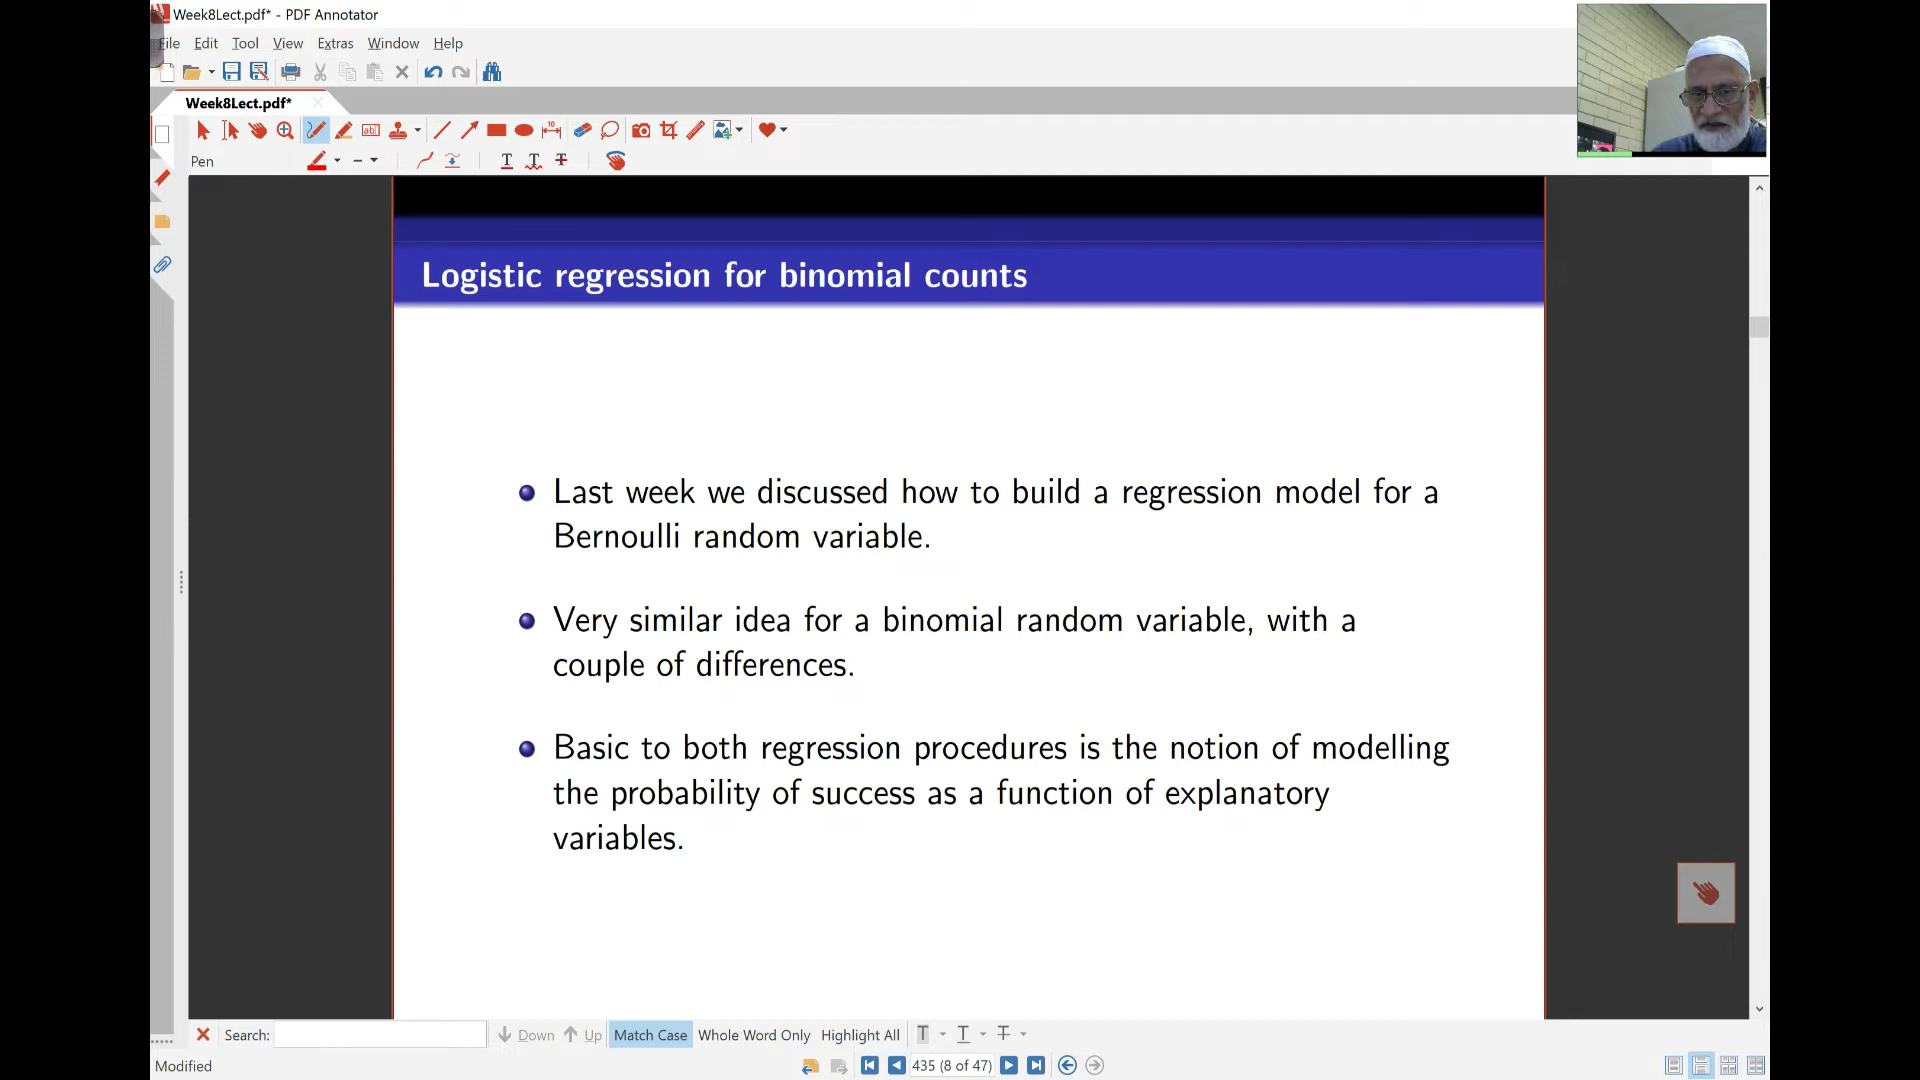 Week8Lect.pdf* - PDF Annotator
File Edit Tool View Extras Window Help
Week8Lect.pdf*
Pen
Logistic regression for binomial counts
Last week we discussed how to build a regression model for a
Bernoulli random variable.
Very similar idea for a binomial random variable, with a
couple of differences.
Basic to both regression procedures is the notion of modelling
the probability of success as a function of explanatory
variables.
Search: Down Up Match Case Whole Word Only Highlight All
Modified
435 (8 of 47)